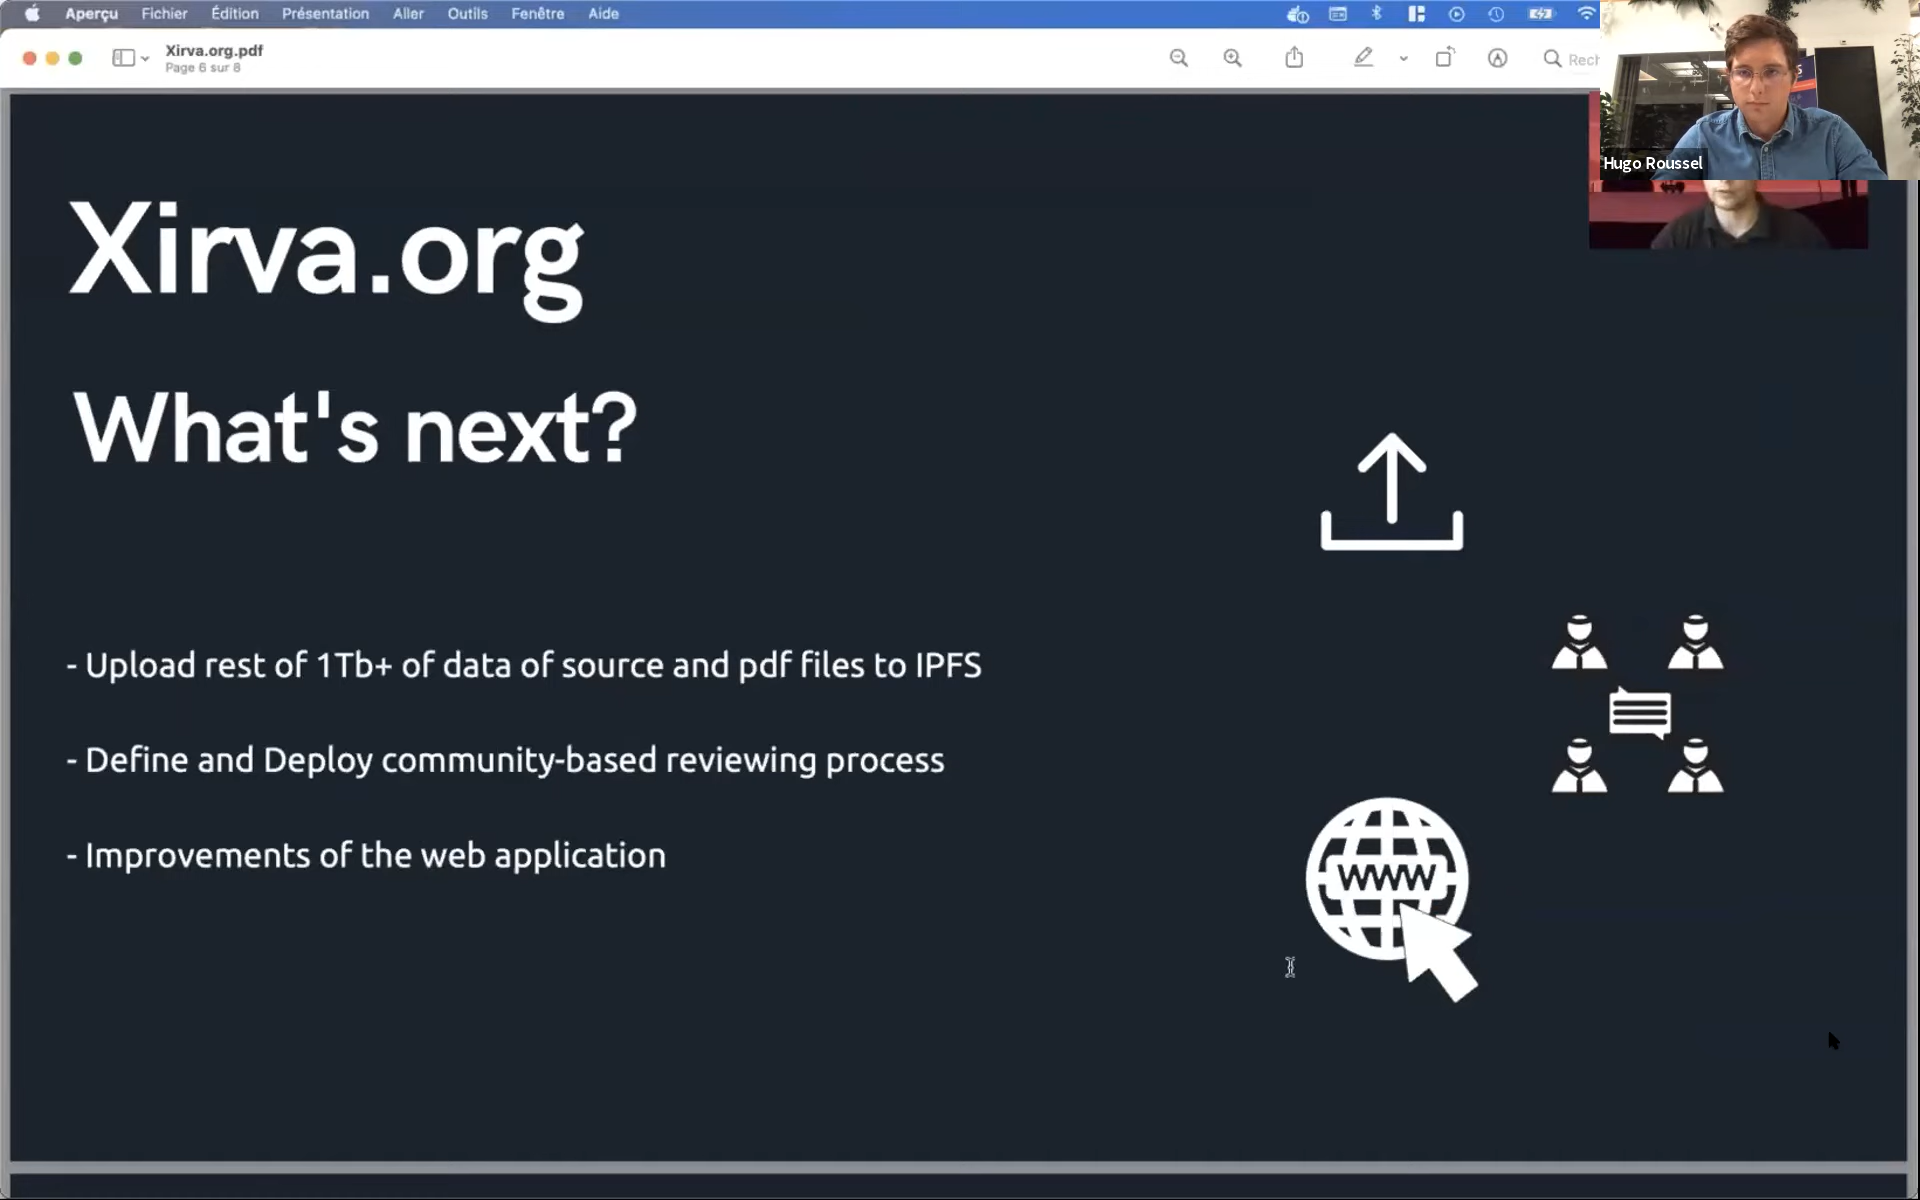 Aperçu Fichier Édition Présentation Aller Outils Fenêtre Aide
Xirva.org.pdf
Page 6 sur 8
Rech
Hugo Roussel
Xirva.org
What's next?
- Upload rest of 1Tb+ of data of source and pdf files to IPFS
- Define and Deploy community-based reviewing process
- Improvements of the web application
WWW